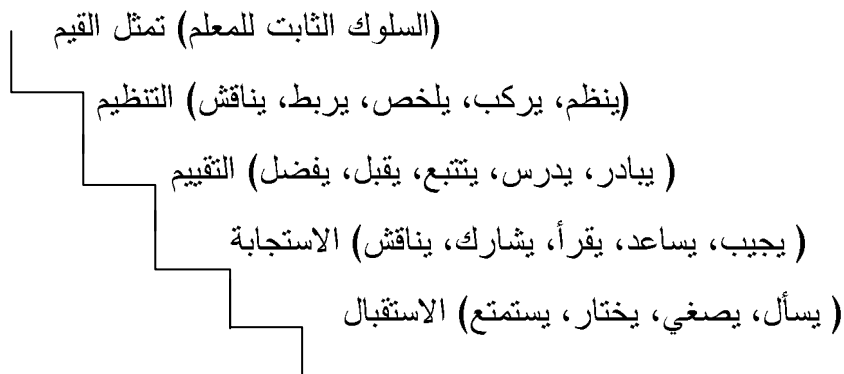 تمثل القيم (السلوك الثابت للمعلم)
التنظيم (ينظم، يركب، يلخص، يربط، يناقش)
التقييم (يبادر، يدرس، يتتبع، يقبل، يفضل )
الاستجابة (يجيب، يساعد، يقرأ، يشارك، يناقش )
الاستقبال (يسأل، يصغي، يختار، يستمتع )